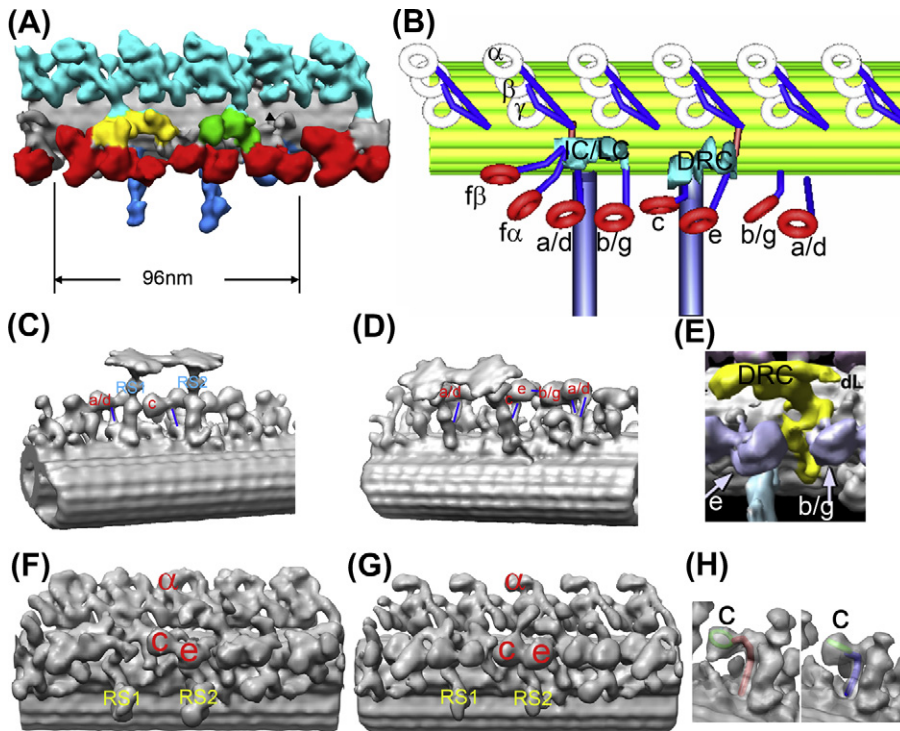 (A)
96nm
(B)
α
β
γ
IC/LC
DRC
fβ
fα
a/d
b/g
c
e
b/g
a/d
(C)
RS1
RS2
a/d
c
(D)
a/d
c
e
b/g
a/d
(E)
DRC
dL
e
b/g
(F)
α
c
e
RS1
RS2
(G)
α
c
e
RS1
RS2
(H)
C
C